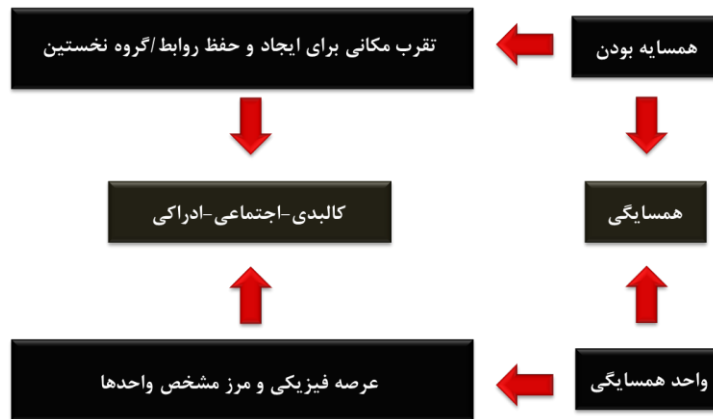 همسایه بودن
تقرب مکانی برای ایجاد و حفظ روابط/گروه نخستین
همسایگی
کالبدی-اجتماعی-ادراکی
واحد همسایگی
عرصه فیزیکی و مرز مشخص واحدها